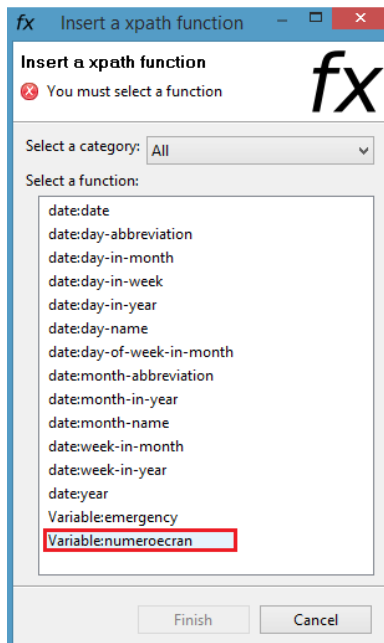 fx Insert a xpath function
Insert a xpath function
You must select a function
fx
Select a category: All
Select a function:
date:date
date:day-abbreviation
date:day-in-month
date:day-in-week
date:day-in-year
date:day-name
date:day-of-week-in-month
date:month-abbreviation
date:month-in-year
date:month-name
date:week-in-month
date:week-in-year
date:year
Variable:emergency
Variable:numeroecran
Finish Cancel